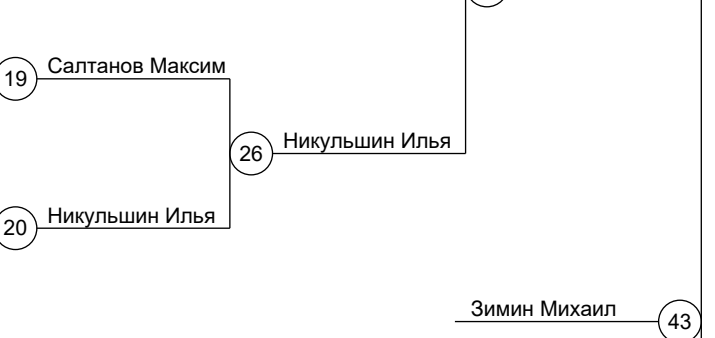 19 Салтанов Максим
26 Никульшин Илья
20 Никульшин Илья
Зимин Михаил 43